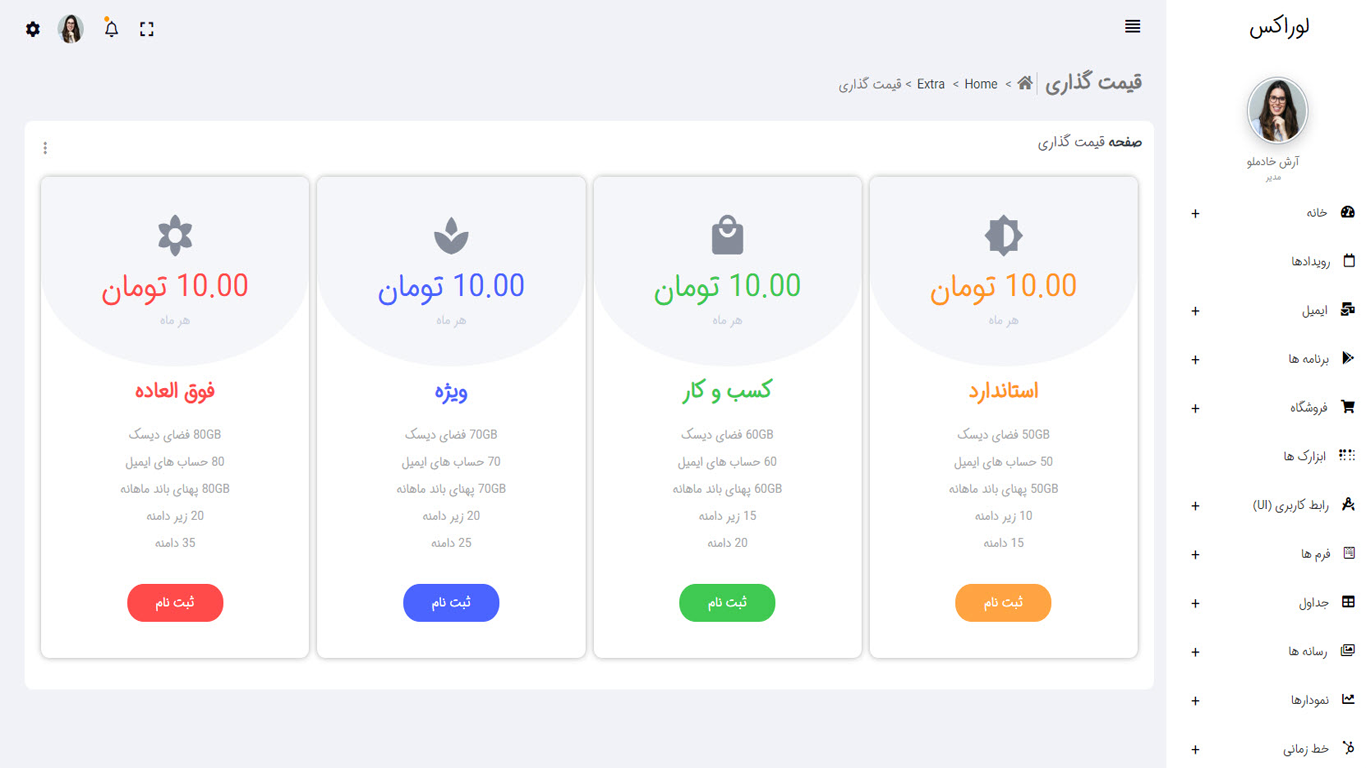 لوراکس
آرش خادملو
مدیر
خانه
رویدادها
ایمیل
برنامه ها
فروشگاه
ابزارک ها
رابط کاربری (UI)
فرم ها
جداول
رسانه ها
نمودارها
خط زمانی
قیمت گذاری
Home > Extra > قیمت گذاری
صفحه قیمت گذاری
10.00 تومان
هر ماه
استاندارد
50GB فضای دیسک
50 حساب های ایمیل
50GB پهنای باند ماهانه
10 زیر دامنه
15 دامنه
ثبت نام
10.00 تومان
هر ماه
کسب و کار
60GB فضای دیسک
60 حساب های ایمیل
60GB پهنای باند ماهانه
15 زیر دامنه
20 دامنه
ثبت نام
10.00 تومان
هر ماه
ویژه
70GB فضای دیسک
70 حساب های ایمیل
70GB پهنای باند ماهانه
20 زیر دامنه
25 دامنه
ثبت نام
10.00 تومان
هر ماه
فوق العاده
80GB فضای دیسک
80 حساب های ایمیل
80GB پهنای باند ماهانه
20 زیر دامنه
35 دامنه
ثبت نام